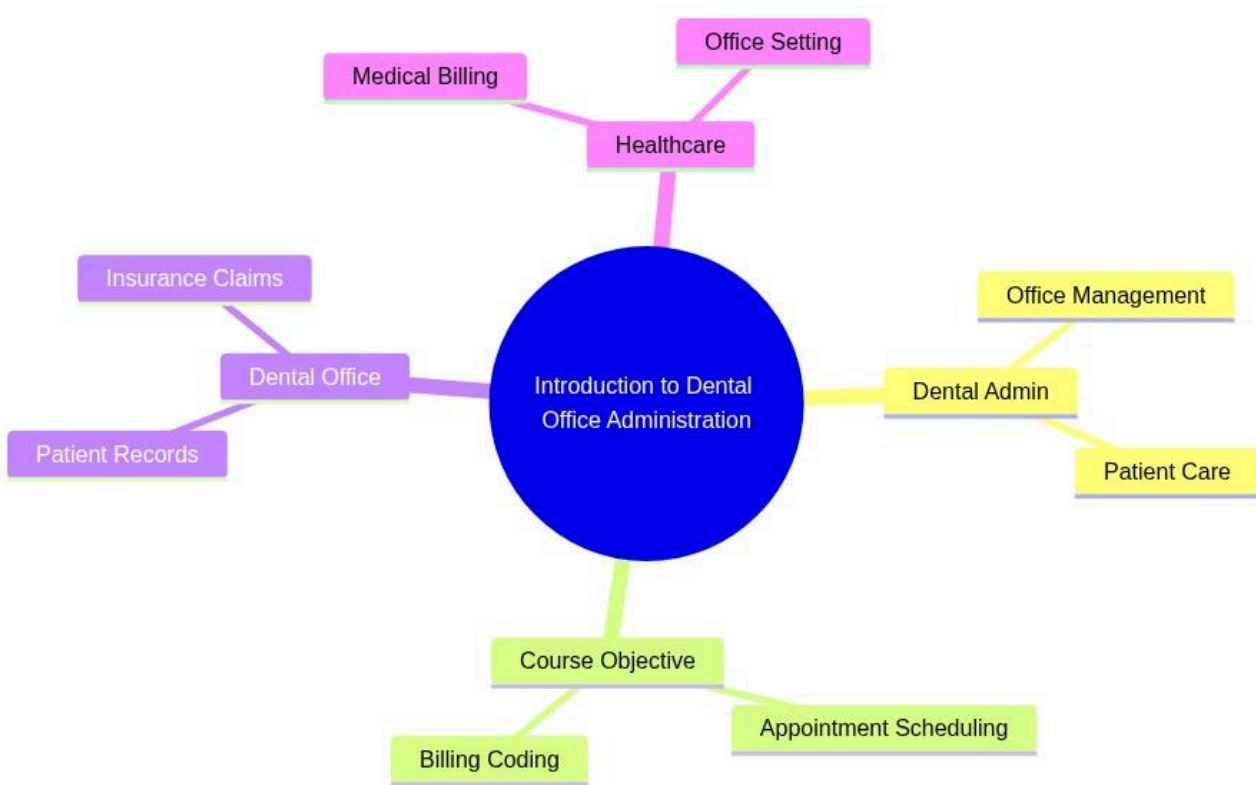 Office Setting
Medical Billing
Healthcare
Insurance Claims
Office Management
Dental Office
Introduction to Dental
Office Administration
Dental Admin
Patient Records
Patient Care
Course Objective
Appointment Scheduling
Billing Coding